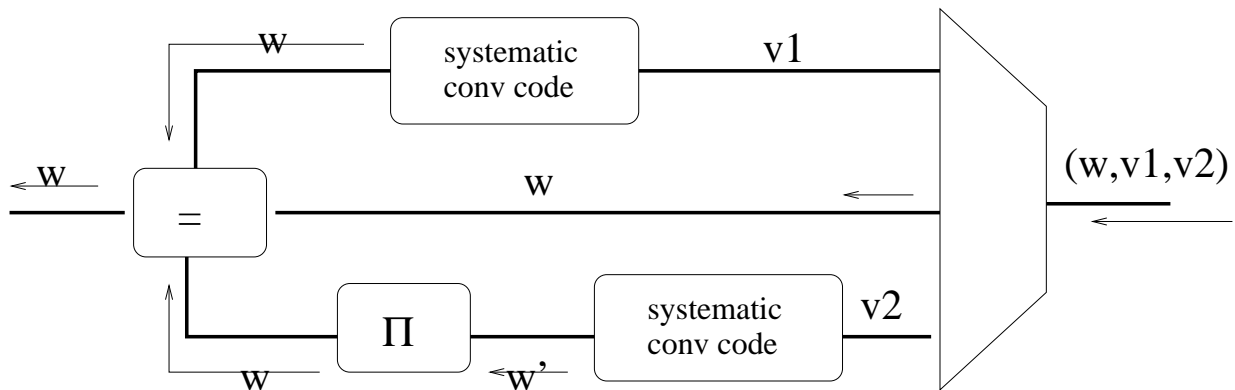 w
systematic
conv code
v1
w
w
(w,v1,v2)
=
Π
systematic
conv code
v2
w
w'